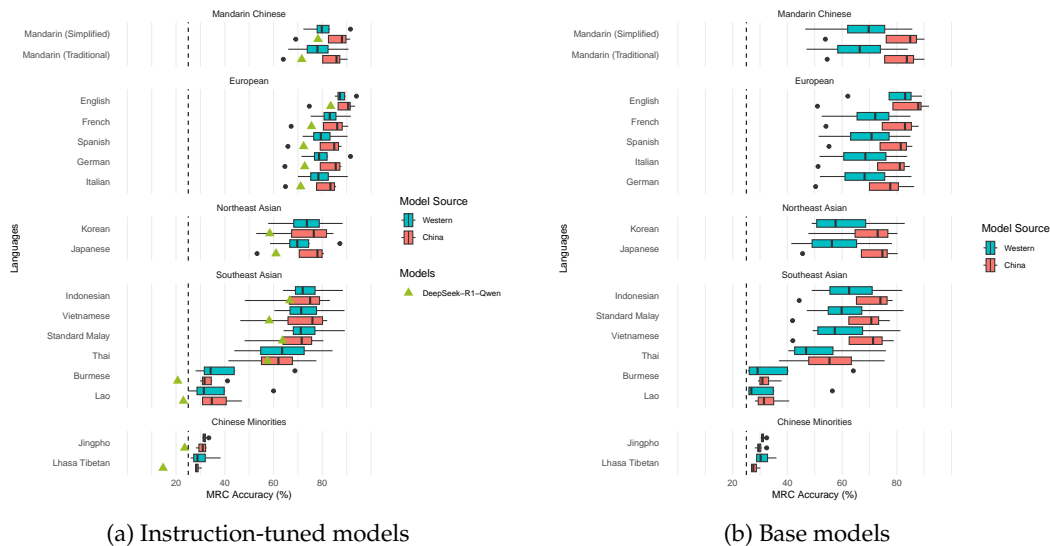 Mandarin Chinese
Mandarin (Simplified)
Mandarin (Traditional)
European
English
French
Spanish
German
Italian
Northeast Asian
Korean
Japanese
Southeast Asian
Indonesian
Vietnamese
Standard Malay
Thai
Burmese
Lao
Chinese Minorities
Jingpho
Lhasa Tibetan
20 40 60 80
MRC Accuracy (%)
Languages
Model Source
Western
China
Models
DeepSeek−R1−Qwen
(a) Instruction-tuned models
Mandarin Chinese
Mandarin (Simplified)
Mandarin (Traditional)
European
English
French
Spanish
Italian
German
Northeast Asian
Korean
Japanese
Southeast Asian
Indonesian
Standard Malay
Vietnamese
Thai
Burmese
Lao
Chinese Minorities
Jingpho
Lhasa Tibetan
20 40 60 80
MRC Accuracy (%)
Languages
Model Source
Western
China
(b) Base models